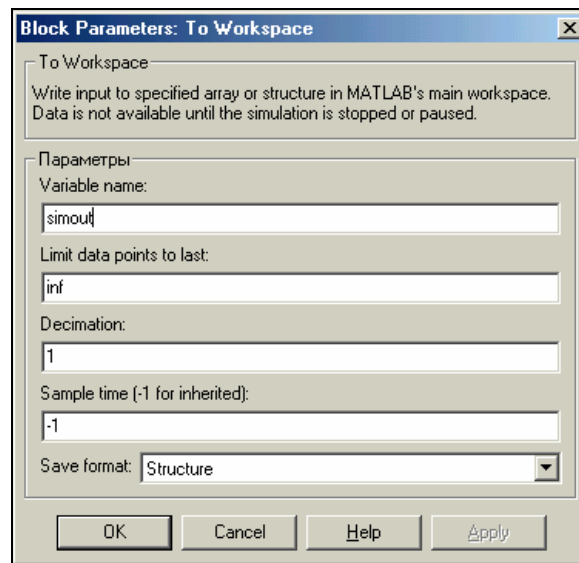 Block Parameters: To Workspace
To Workspace
Write input to specified array or structure in MATLAB's main workspace.
Data is not available until the simulation is stopped or paused.
Параметры
Variable name:
simout
Limit data points to last:
inf
Decimation:
1
Sample time (-1 for inherited):
-1
Save format: Structure
OK Cancel Help Apply